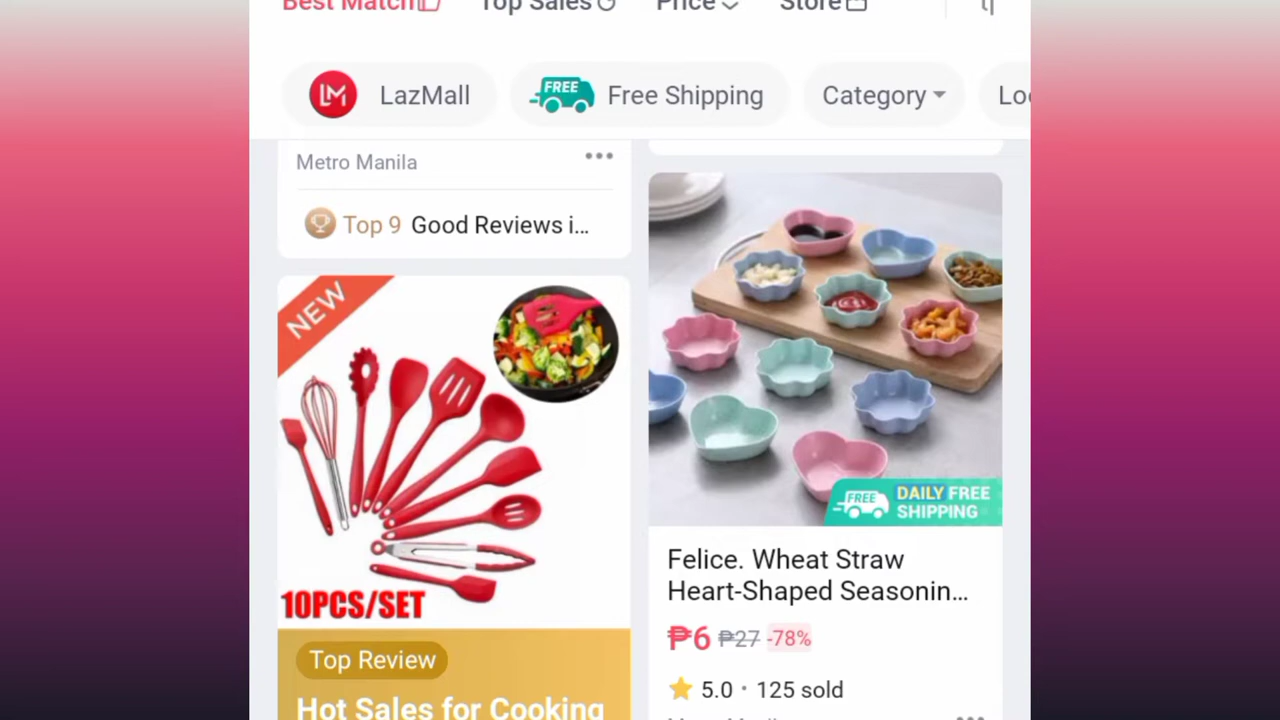 Best Match
Top Sales
Price
Store
LM
LazMall
FREE
Free Shipping
Category
Metro Manila
Top 9 Good Reviews i...
NEW
10PCS/SET
Top Review
Hot Sales for Cooking
FREE
DAILY FREE
SHIPPING
Felice. Wheat Straw
Heart-Shaped Seasonin...
₱6 ₱27 -78%
5.0 · 125 sold